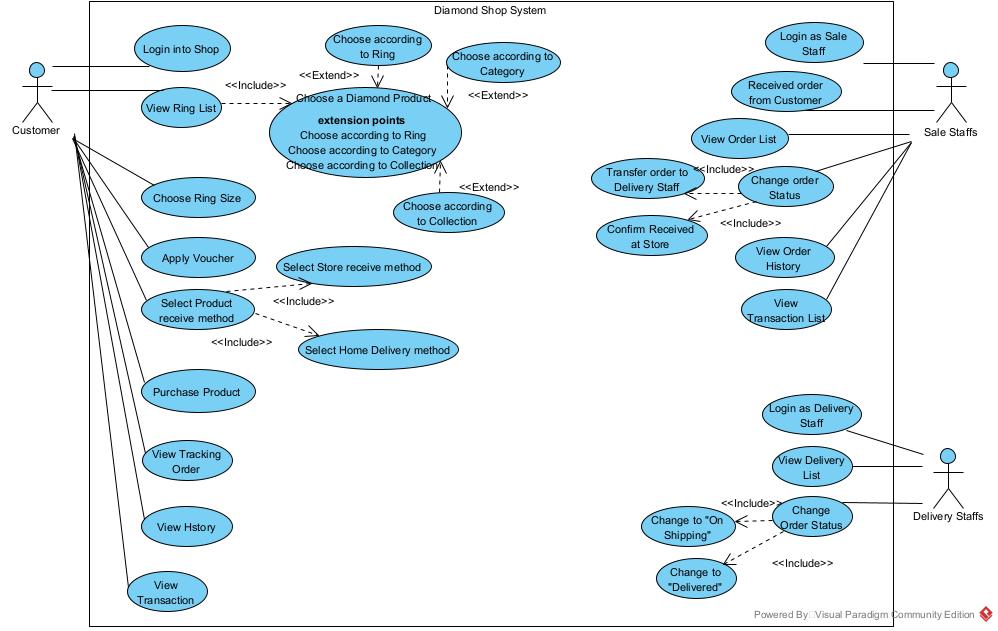 Diamond Shop System
Login into Shop
Choose according
to Ring
Choose according to
Category
<<Extend>>
<<Extend>>
<<Include>>
View Ring List
Choose a Diamond Product
extension points
Choose according to Ring
Choose according to Category
Choose according to Collection
<<Extend>>
Choose according
to Collection
Customer
Choose Ring Size
Apply Voucher
Select Store receive method
Select Product
receive method
<<Include>>
<<Include>>
Select Home Delivery method
Purchase Product
View Tracking
Order
View Hstory
View
Transaction
Login as Sale
Staff
Received order
from Customer
Sale Staffs
View Order List
<<Include>>
Transfer order to
Delivery Staff
Change order
Status
<<Include>>
Confirm Received
at Store
View Order
History
View
Transaction List
Login as Delivery
Staff
View Delivery
List
Delivery Staffs
<<Include>>
Change
Order Status
Change to "On
Shipping"
<<Include>>
Change to
"Delivered"
Powered By Visual Paradigm Community Edition